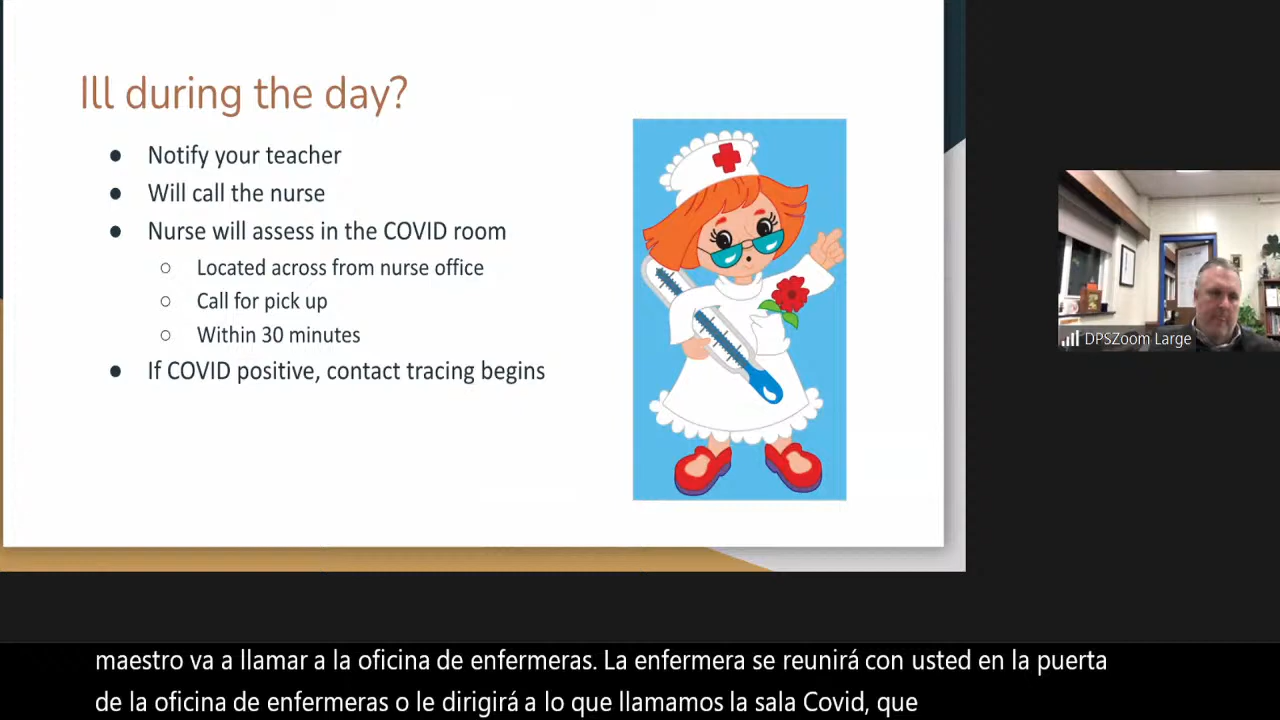 Ill during the day?
● Notify your teacher
● Will call the nurse
● Nurse will assess in the COVID room
○ Located across from nurse office
○ Call for pick up
○ Within 30 minutes
● If COVID positive, contact tracing begins
DPSZoom Large
maestro va a llamar a la oficina de enfermeras. La enfermera se reunirá con usted en la puerta
de la oficina de enfermeras o le dirigirá a lo que llamamos la sala Covid, que